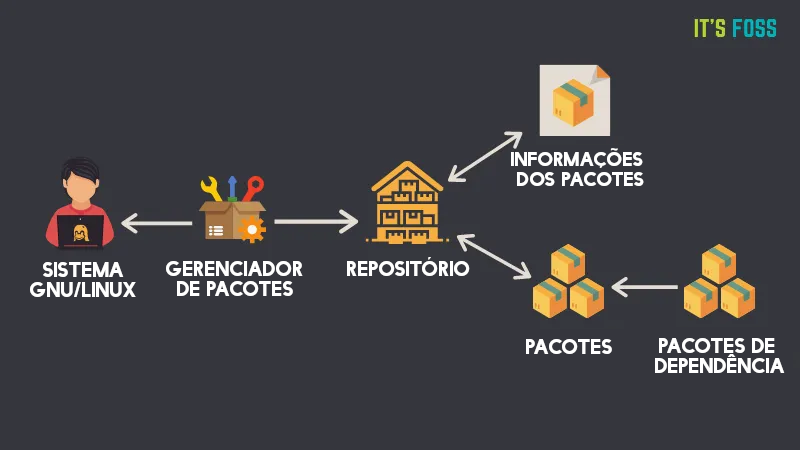 IT'S FOSS
INFORMAÇÕES
DOS PACOTES
SISTEMA
GNU/LINUX
GERENCIADOR
DE PACOTES
REPOSITÓRIO
PACOTES
PACOTES DE
DEPENDÊNCIA